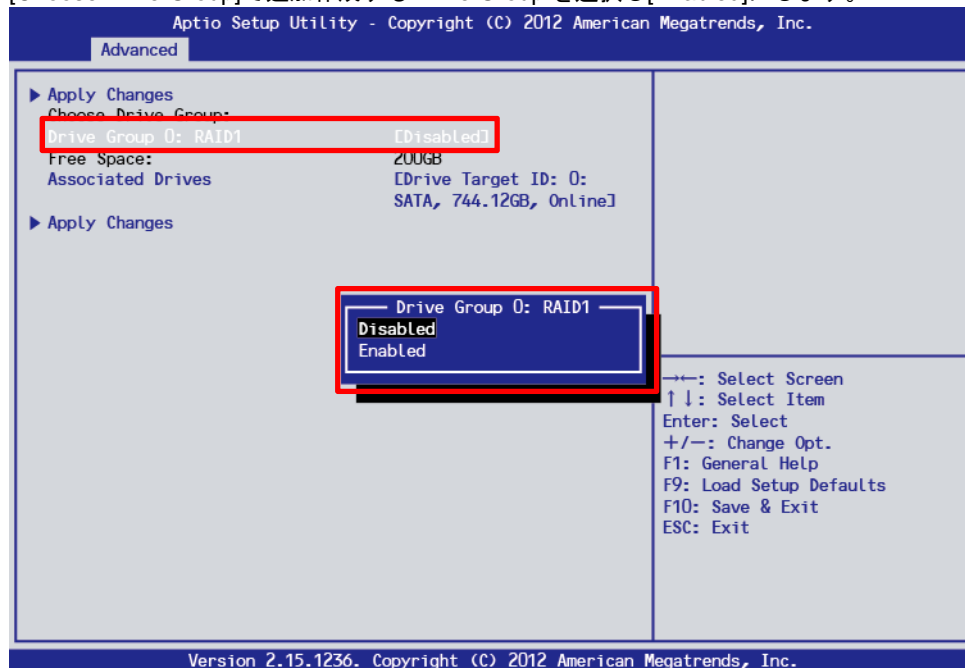 Aptio Setup Utility - Copyright (C) 2012 American Megatrends, Inc.
Advanced
▶ Apply Changes
Choose Drive Group:
Drive Group 0: RAID1 [Disabled]
Free Space: 200GB
Associated Drives [Drive Target ID: 0:
SATA, 744.12GB, Online]
▶ Apply Changes
Drive Group 0: RAID1
Disabled
Enabled
→←: Select Screen
↑↓: Select Item
Enter: Select
+/-: Change Opt.
F1: General Help
F9: Load Setup Defaults
F10: Save & Exit
ESC: Exit
Version 2.15.1236. Copyright (C) 2012 American Megatrends, Inc.